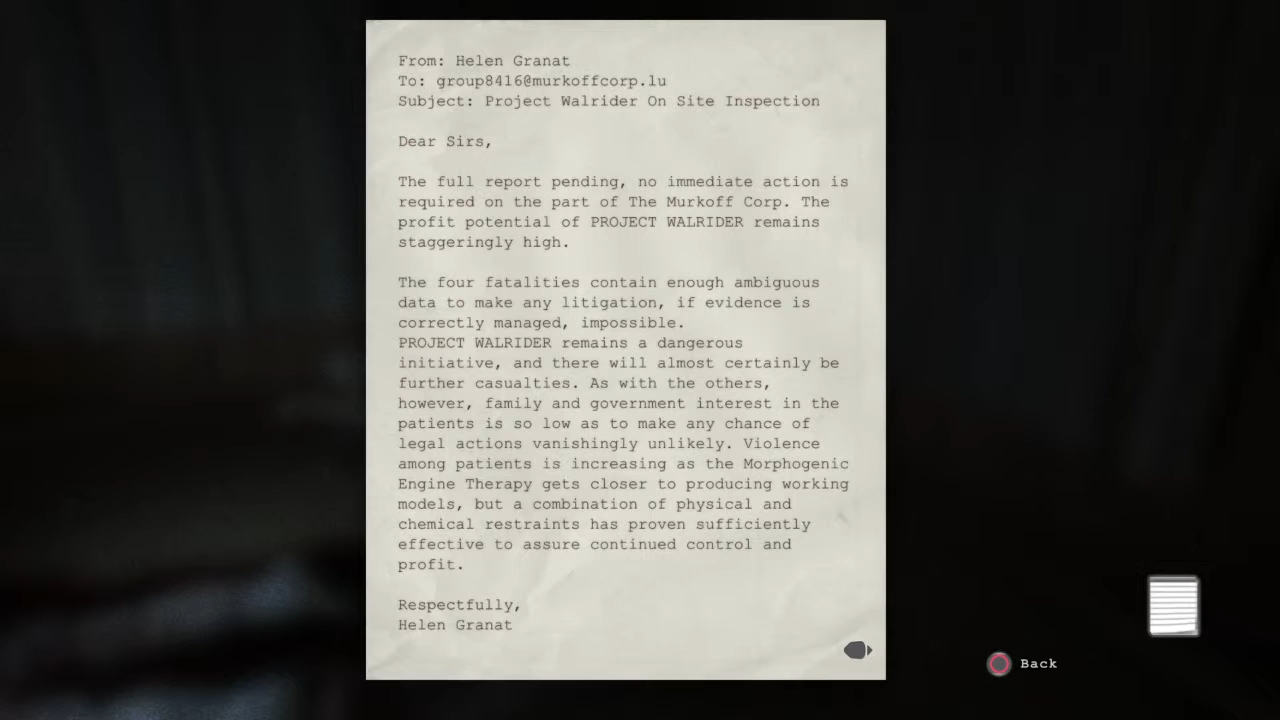 From: Helen Granat
To: group8416@murkoffcorp.lu
Subject: Project Walrider On Site Inspection
Dear Sirs,
The full report pending, no immediate action is
required on the part of The Murkoff Corp. The
profit potential of PROJECT WALRIDER remains
staggeringly high.
The four fatalities contain enough ambiguous
data to make any litigation, if evidence is
correctly managed, impossible.
PROJECT WALRIDER remains a dangerous
initiative, and there will almost certainly be
further casualties. As with the others,
however, family and government interest in the
patients is so low as to make any chance of
legal actions vanishingly unlikely. Violence
among patients is increasing as the Morphogenic
Engine Therapy gets closer to producing working
models, but a combination of physical and
chemical restraints has proven sufficiently
effective to assure continued control and
profit.
Respectfully,
Helen Granat
Back